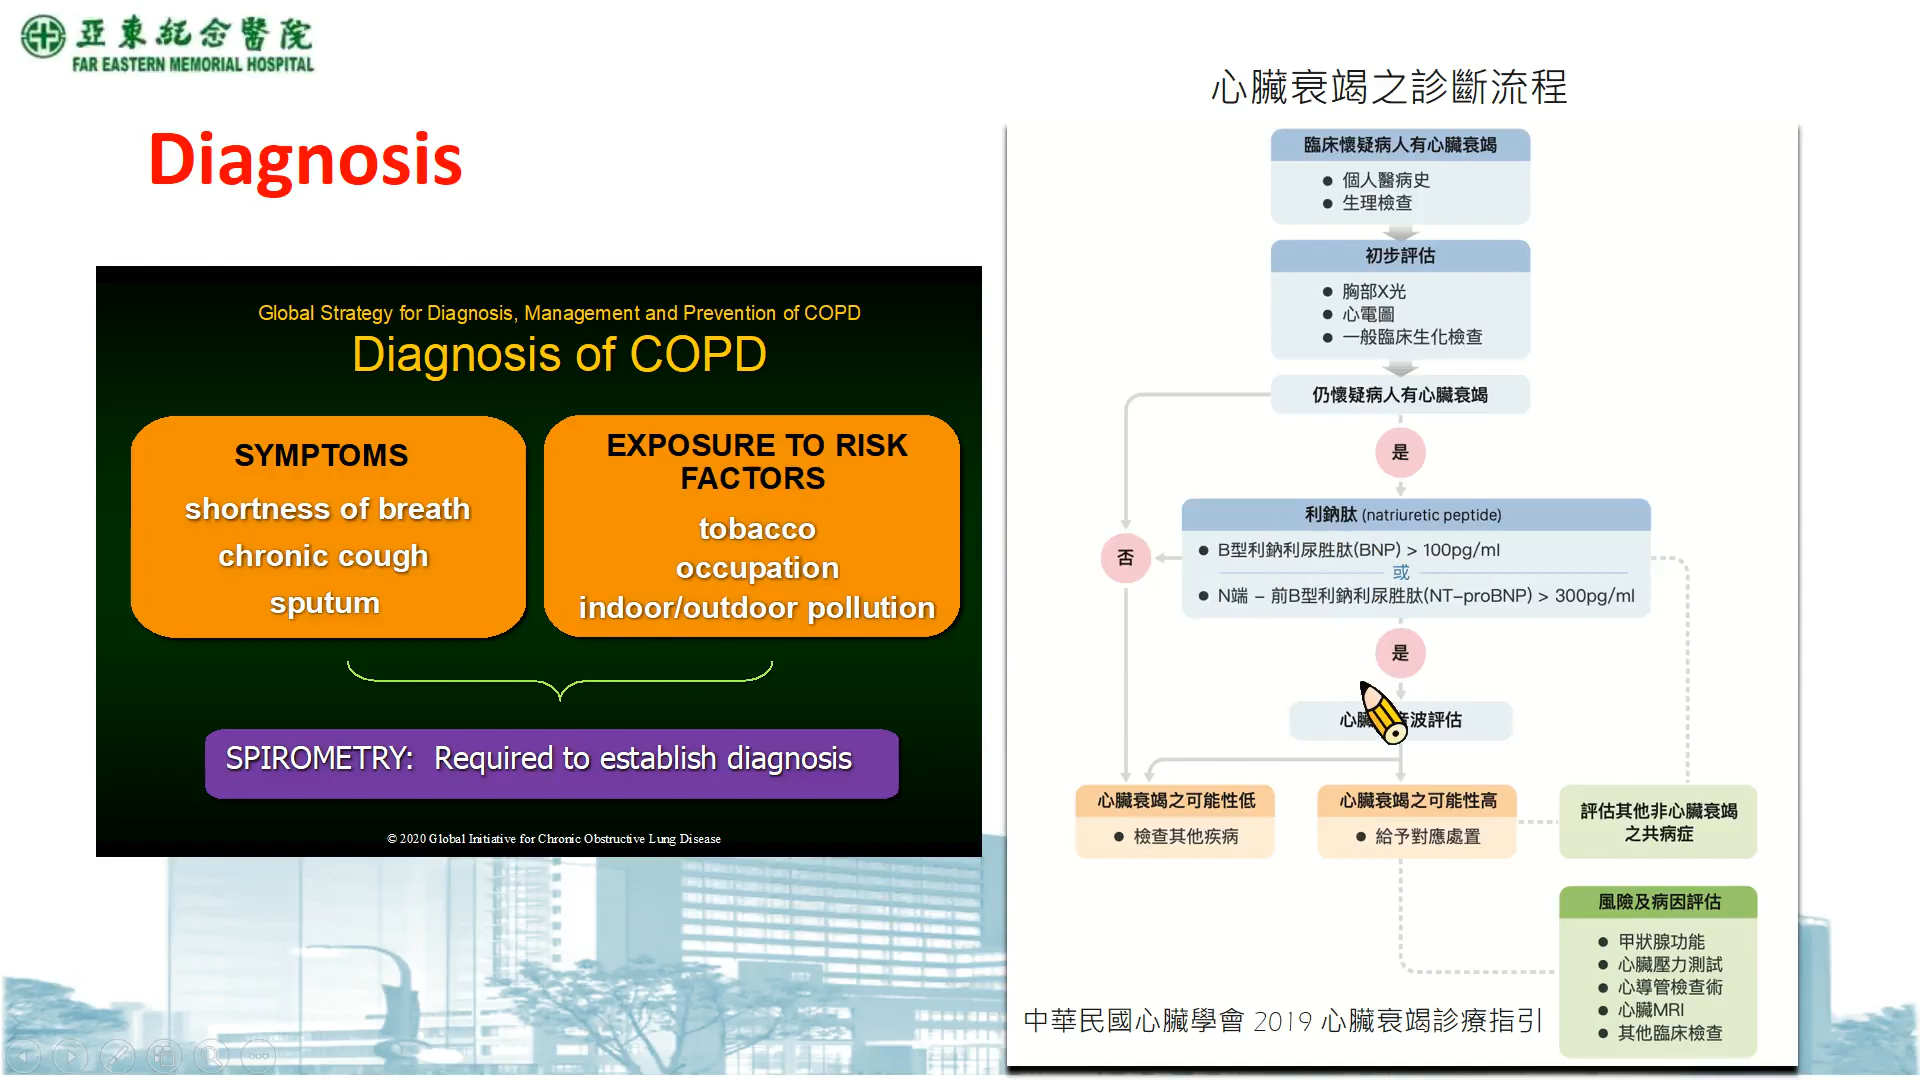 亞東紀念醫院
FAR EASTERN MEMORIAL HOSPITAL
Diagnosis
Global Strategy for Diagnosis, Management and Prevention of COPD
Diagnosis of COPD
SYMPTOMS
shortness of breath
chronic cough
sputum
EXPOSURE TO RISK
FACTORS
tobacco
occupation
indoor/outdoor pollution
SPIROMETRY: Required to establish diagnosis
© 2020 Global Initiative for Chronic Obstructive Lung Disease
心臟衰竭之診斷流程
臨床懷疑病人有心臟衰竭
● 個人醫病史
● 生理檢查
初步評估
● 胸部X光
● 心電圖
● 一般臨床生化檢查
仍懷疑病人有心臟衰竭
是
利鈉肽 (natriuretic peptide)
● B型利鈉利尿胜肽(BNP) > 100pg/ml
或
● N端 – 前B型利鈉利尿胜肽(NT-proBNP) > 300pg/ml
否
是
心臟音波評估
心臟衰竭之可能性低
● 檢查其他疾病
心臟衰竭之可能性高
● 給予對應處置
評估其他非心臟衰竭
之共病症
風險及病因評估
● 甲狀腺功能
● 心臟壓力測試
● 心導管檢查術
● 心臟MRI
● 其他臨床檢查
中華民國心臟學會 2019 心臟衰竭診療指引